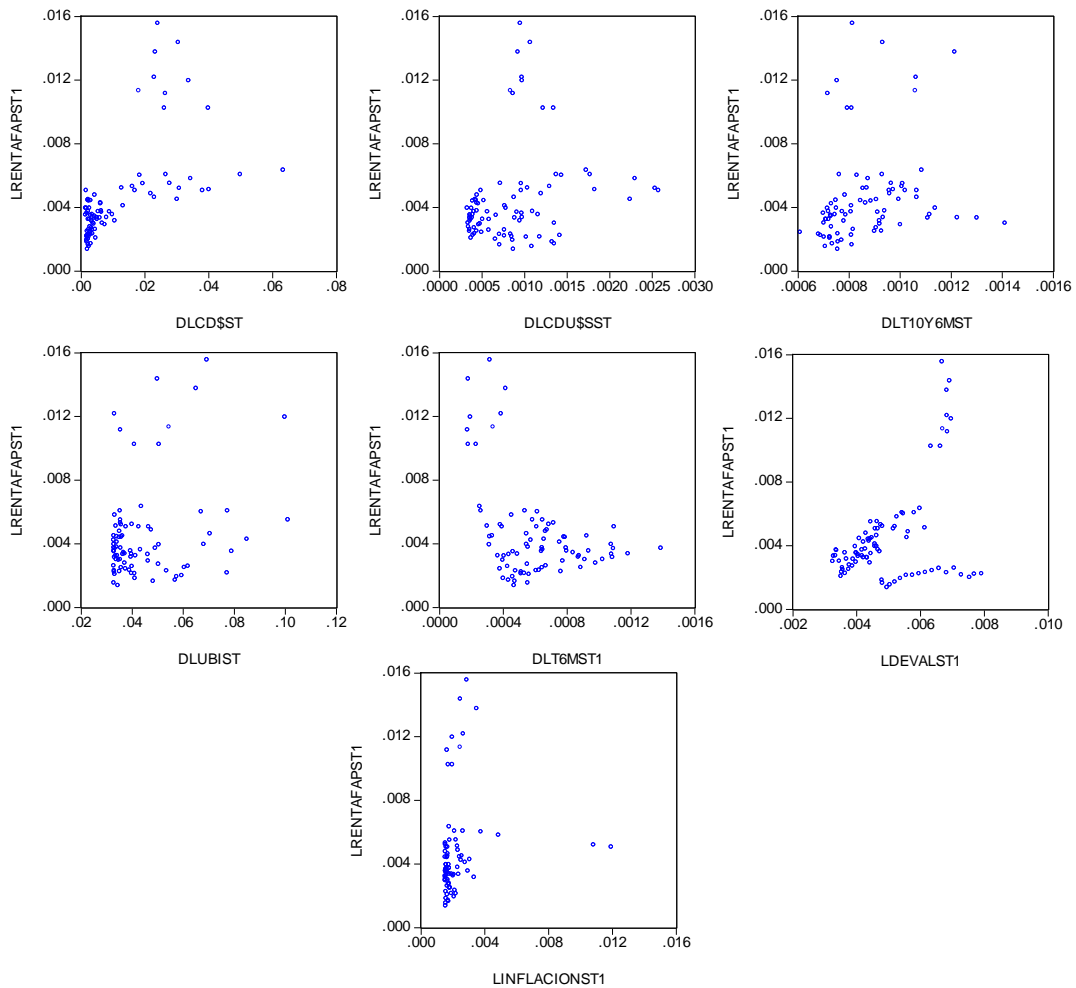 .016 .016 .016
.012 .012 .012
LRENTAFAPST1 LRENTAFAPST1 LRENTAFAPST1
.008 .008 .008
.004 .004 .004
.000 .000 .000
.00 .02 .04 .06 .08 .0000 .0005 .0010 .0015 .0020 .0025 .0030 .0006 .0008 .0010 .0012 .0014 .0016
DLCD$ST DLCDU$SST DLT10Y6MST
.016 .016 .016
.012 .012 .012
LRENTAFAPST1 LRENTAFAPST1 LRENTAFAPST1
.008 .008 .008
.004 .004 .004
.000 .000 .000
.02 .04 .06 .08 .10 .12 .0000 .0004 .0008 .0012 .0016 .002 .004 .006 .008 .010
DLUBIST DLT6MST1 LDEVALST1
.016
.012
LRENTAFAPST1
.008
.004
.000
.000 .004 .008 .012 .016
LINFLACIONST1